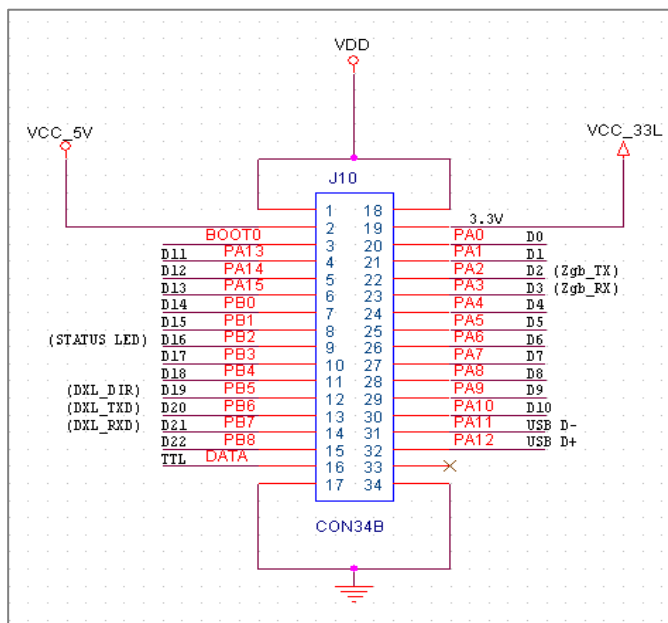 VDD
VCC_5V
VCC_33L
J10
1 18
2 19 3.3V
BOOT0 3 20 PA0 D0
D11 PA13 4 21 PA1 D1
D12 PA14 5 22 PA2 D2 (Zgb_TX)
D13 PA15 6 23 PA3 D3 (Zgb_RX)
D14 PB0 7 24 PA4 D4
D15 PB1 8 25 PA5 D5
(STATUS LED) D16 PB2 9 26 PA6 D6
D17 PB3 10 27 PA7 D7
D18 PB4 11 28 PA8 D8
(DXL_DIR) D19 PB5 12 29 PA9 D9
(DXL_TXD) D20 PB6 13 30 PA10 D10
(DXL_RXD) D21 PB7 14 31 PA11 USB D-
D22 PB8 15 32 PA12 USB D+
TTL DATA 16 33
17 34
CON34B